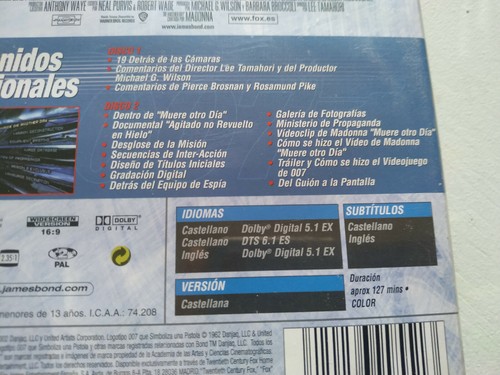 ANTHONY WAYE NEAL PURVIS & ROBERT WADE MICHAEL G. WILSON BARBARA BROCCOLI LEE TAMAHORI
MADONNA
www.jamesbond.com
www.fox.es
nidos
ionales
DISCO 1
• 19 Detrás de las Cámaras
• Comentarios del Director Lee Tamahori y del Productor
Michael G. Wilson
• Comentarios de Pierce Brosnan y Rosamund Pike
DISCO 2
• Dentro de "Muere otro Día"
• Documental "Agitado no Revuelto
en Hielo"
• Desglose de la Misión
• Secuencias de Inter-Acción
• Diseño de Títulos Iniciales
• Gradación Digital
• Detrás del Equipo de Espía
• Galería de Fotografías
• Ministerio de Propaganda
• Videoclip de Madonna "Muere otro Día"
• Cómo se hizo el Vídeo de Madonna
"Muere otro Día"
• Tráiler y Cómo se hizo el Videojuego
de 007
• Del Guión a la Pantalla
WIDESCREEN
VERSION
16:9
DOLBY
DIGITAL
2.35:1
PAL
.jamesbond.com
menores de 13 años. I.C.A.A.: 74.208
IDIOMAS
Castellano Dolby® Digital 5.1 EX
Castellano DTS 6.1 ES
Inglés Dolby® Digital 5.1 EX
SUBTÍTULOS
Castellano
Inglés
VERSIÓN
Castellana
Duración
aprox 127 mins •
COLOR